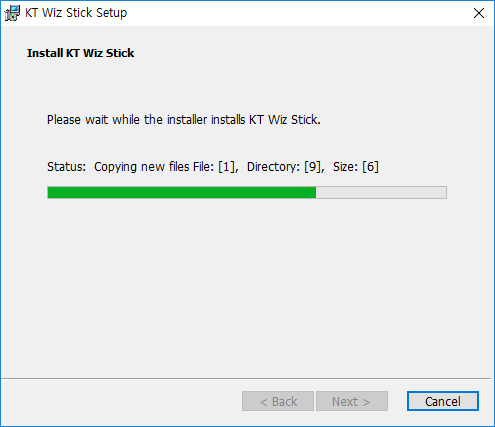 KT Wiz Stick Setup
Install KT Wiz Stick
Please wait while the installer installs KT Wiz Stick.
Status: Copying new files File: [1], Directory: [9], Size: [6]
< Back Next > Cancel